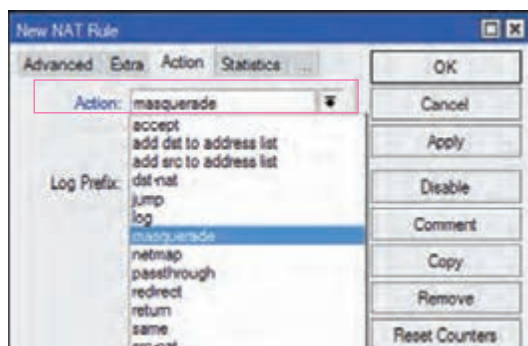 New NAT Rule
Advanced Extra Action Statistics ...
Action: masquerade
accept
add dst to address list
add src to address list
Log Prefix: dst-nat
jump
log
masquerade
netmap
passthrough
redirect
return
same
src-nat
OK
Cancel
Apply
Disable
Comment
Copy
Remove
Reset Counters